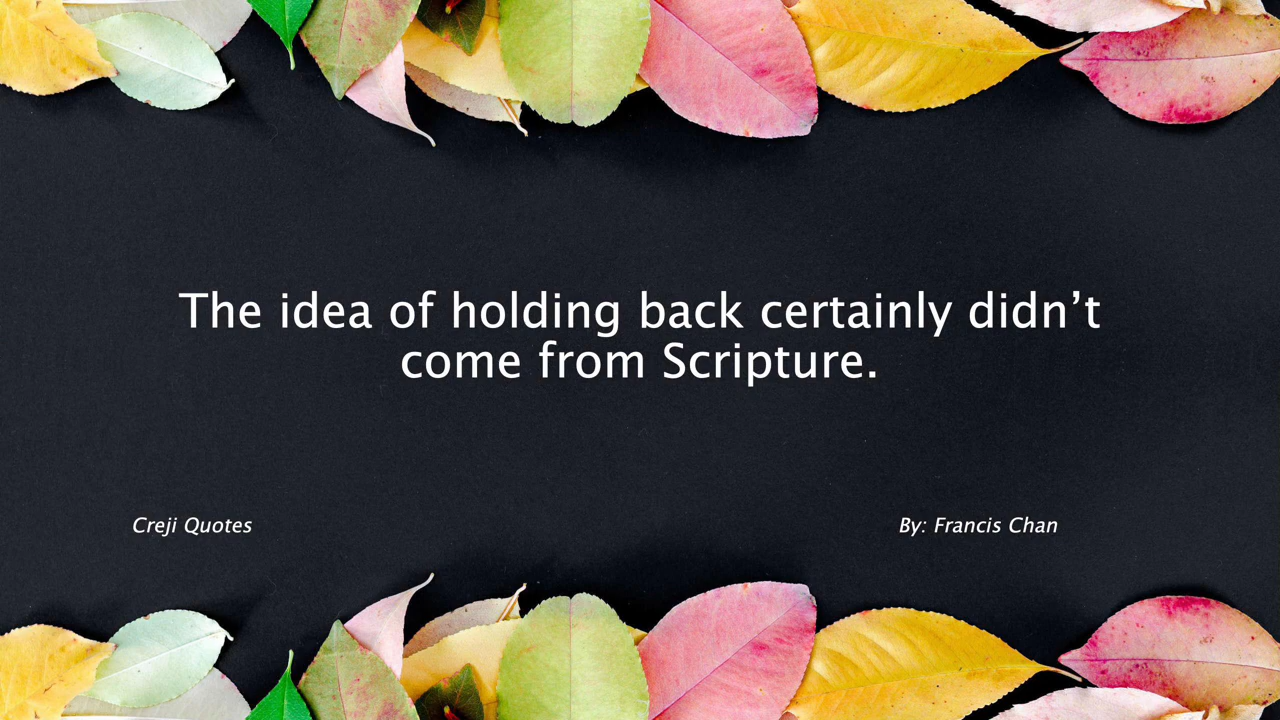 The idea of holding back certainly didn’t
come from Scripture.
Creji Quotes
By: Francis Chan